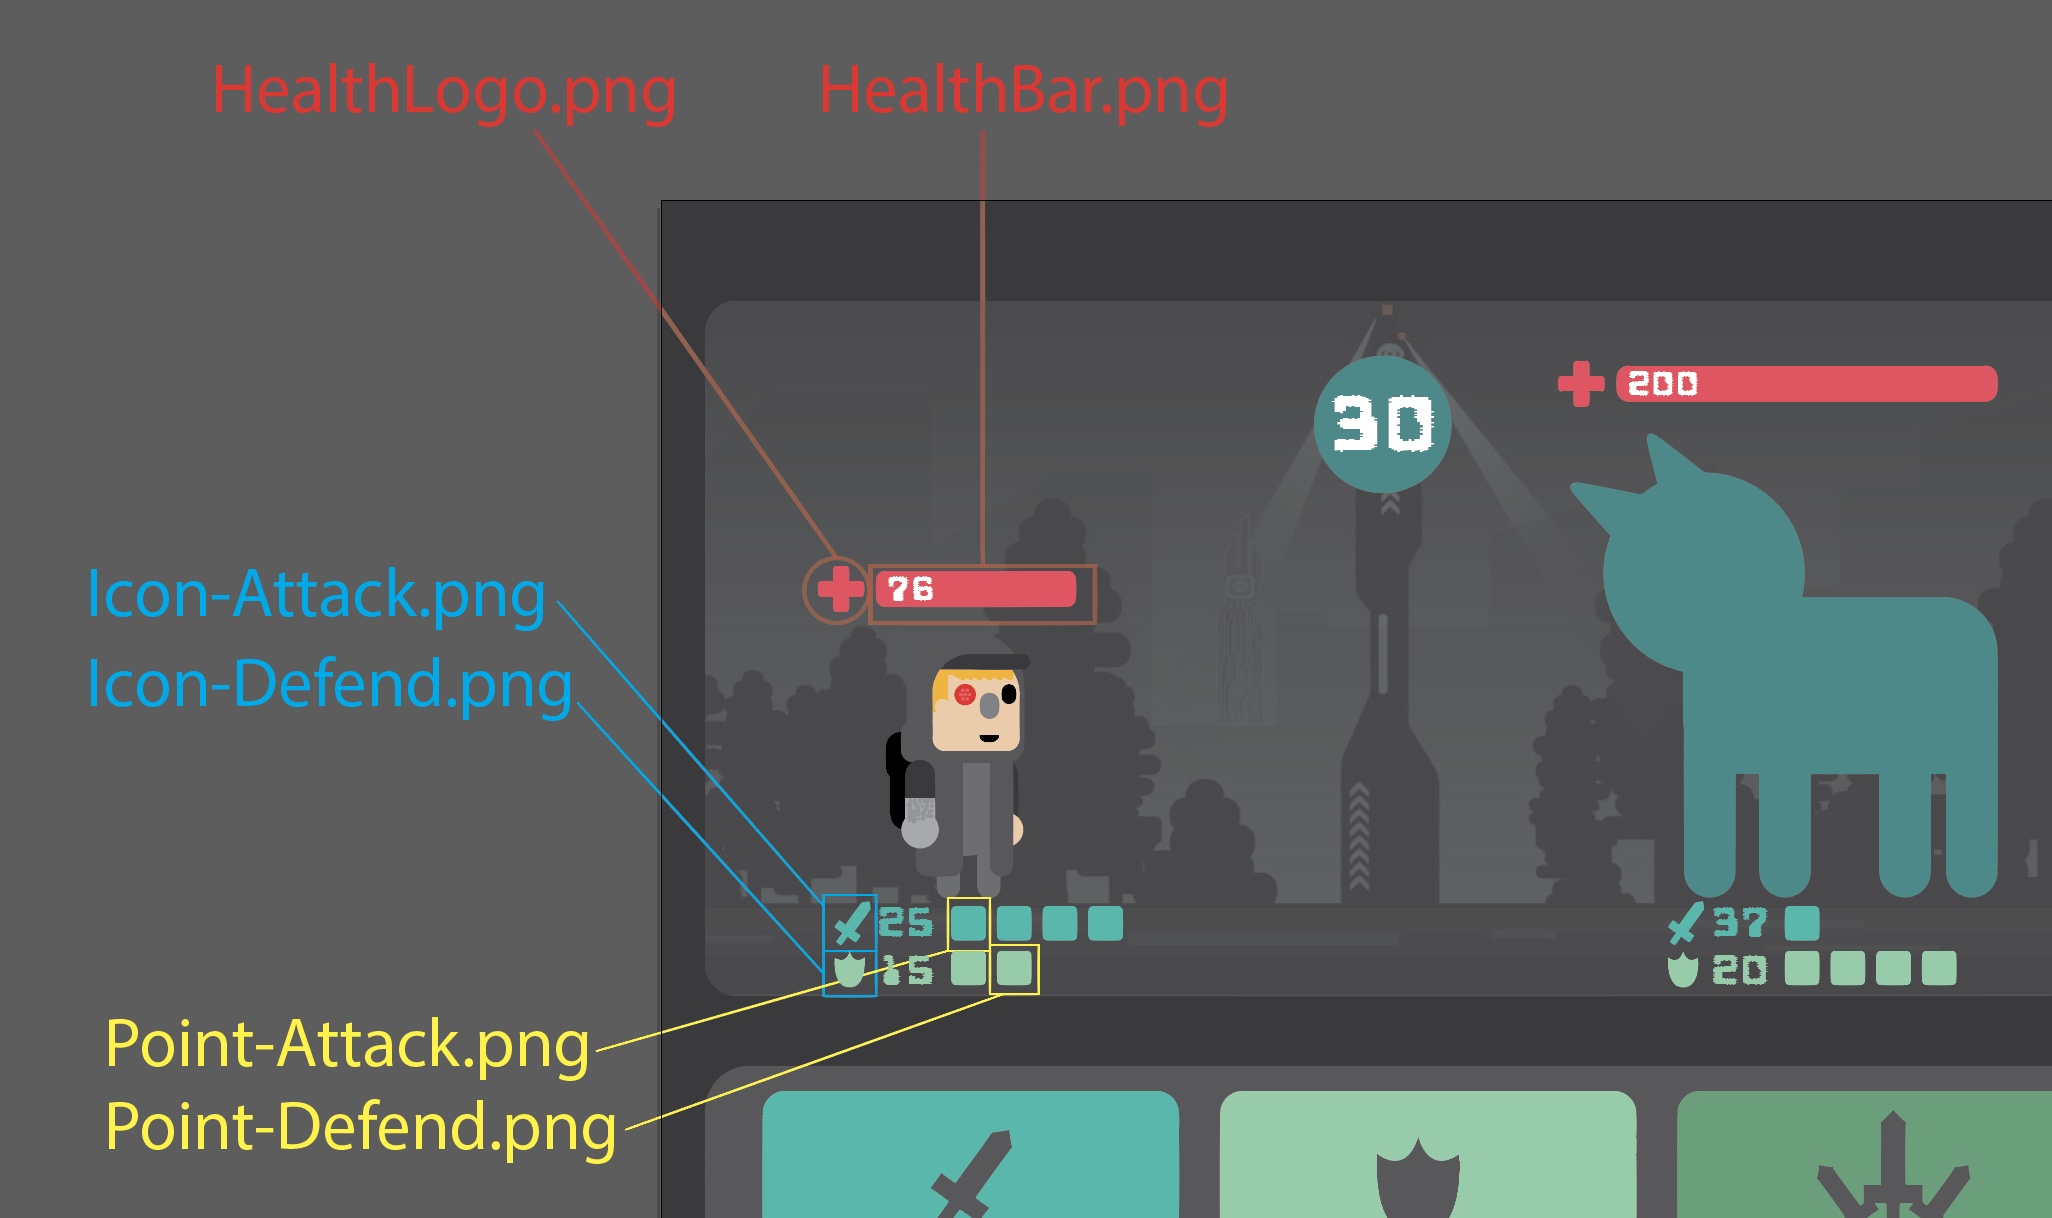 HealthLogo.png
HealthBar.png
30
200
76
Icon-Attack.png
Icon-Defend.png
25
37
15
20
Point-Attack.png
Point-Defend.png